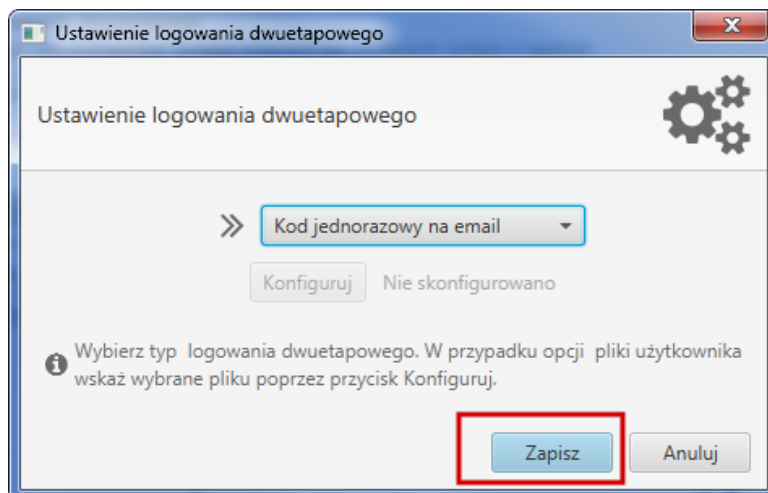 Ustawienie logowania dwuetapowego
Ustawienie logowania dwuetapowego
Kod jednorazowy na email
Konfiguruj Nie skonfigurowano
Wybierz typ logowania dwuetapowego. W przypadku opcji pliki użytkownika
wskaż wybrane pliku poprzez przycisk Konfiguruj.
Zapisz Anuluj